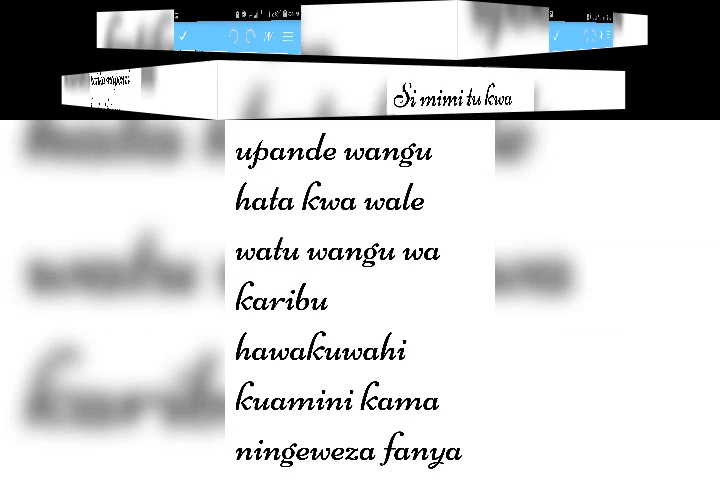 Si mimi tu kwa
upande wangu
hata kwa wale
watu wangu wa
karibu
hawakuwahi
kuamini kama
ningeweza fanya